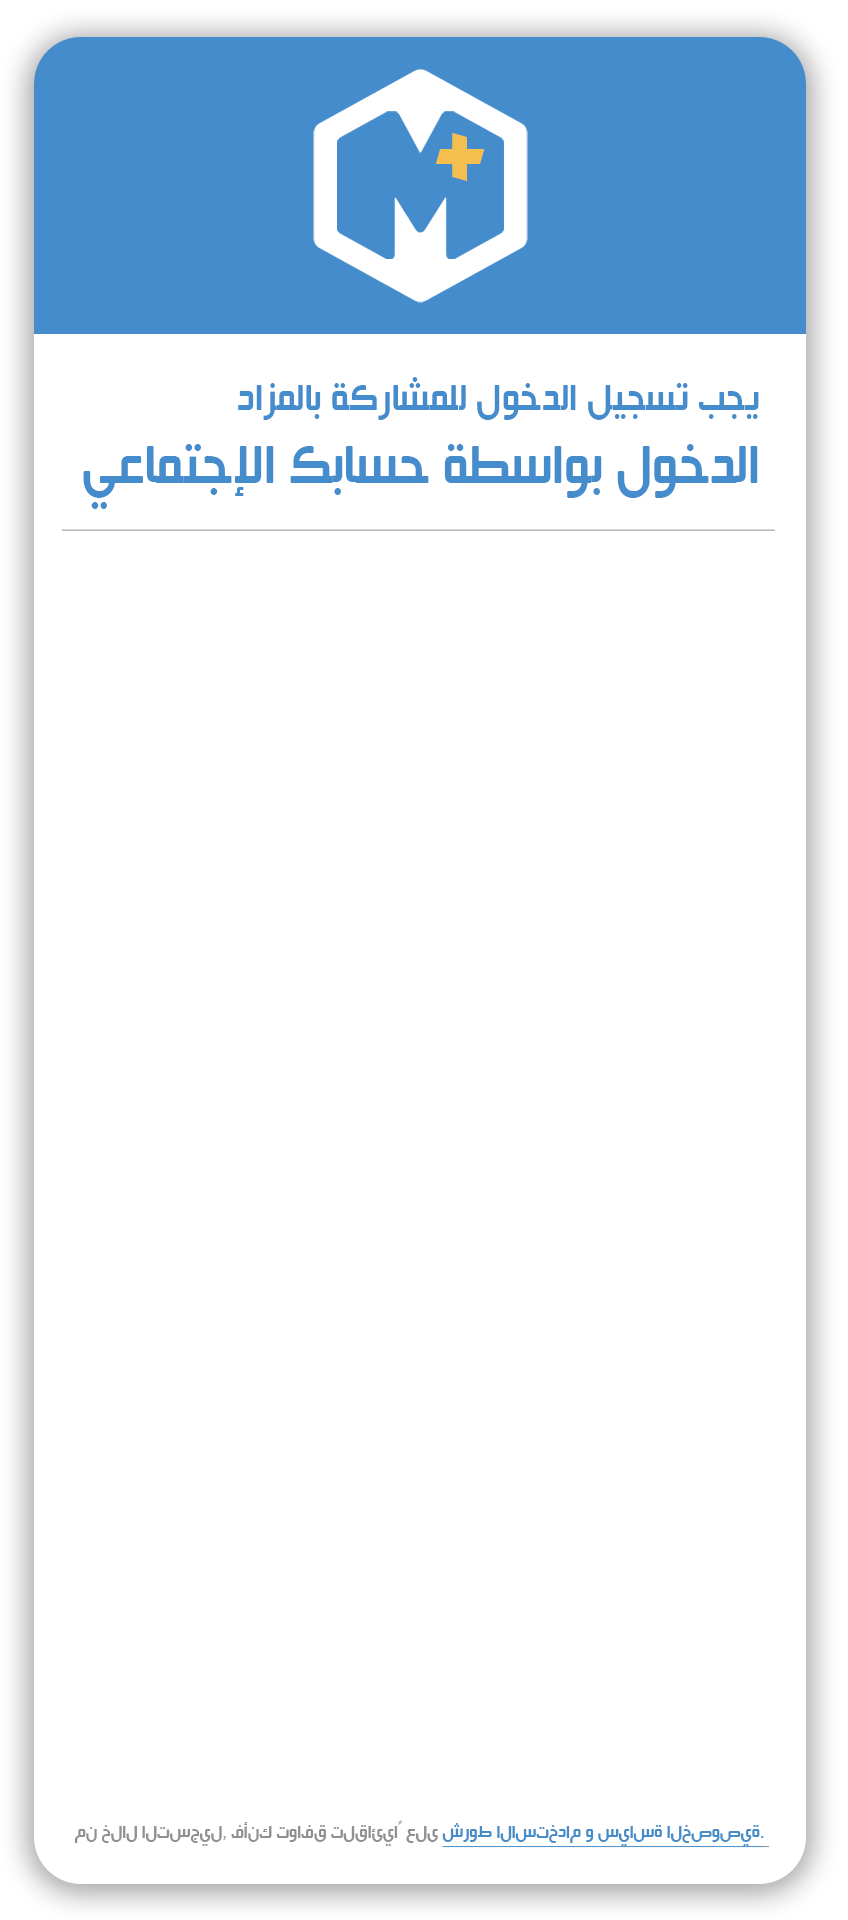 يجب تسجيل الدخول للمشاركة بالمزاد
الدخول بواسطة حسابك الإجتماعي
من خلال التسجيل, فأنك توافق تلقائياً على شروط الاستخدام و سياسة الخصوصية.